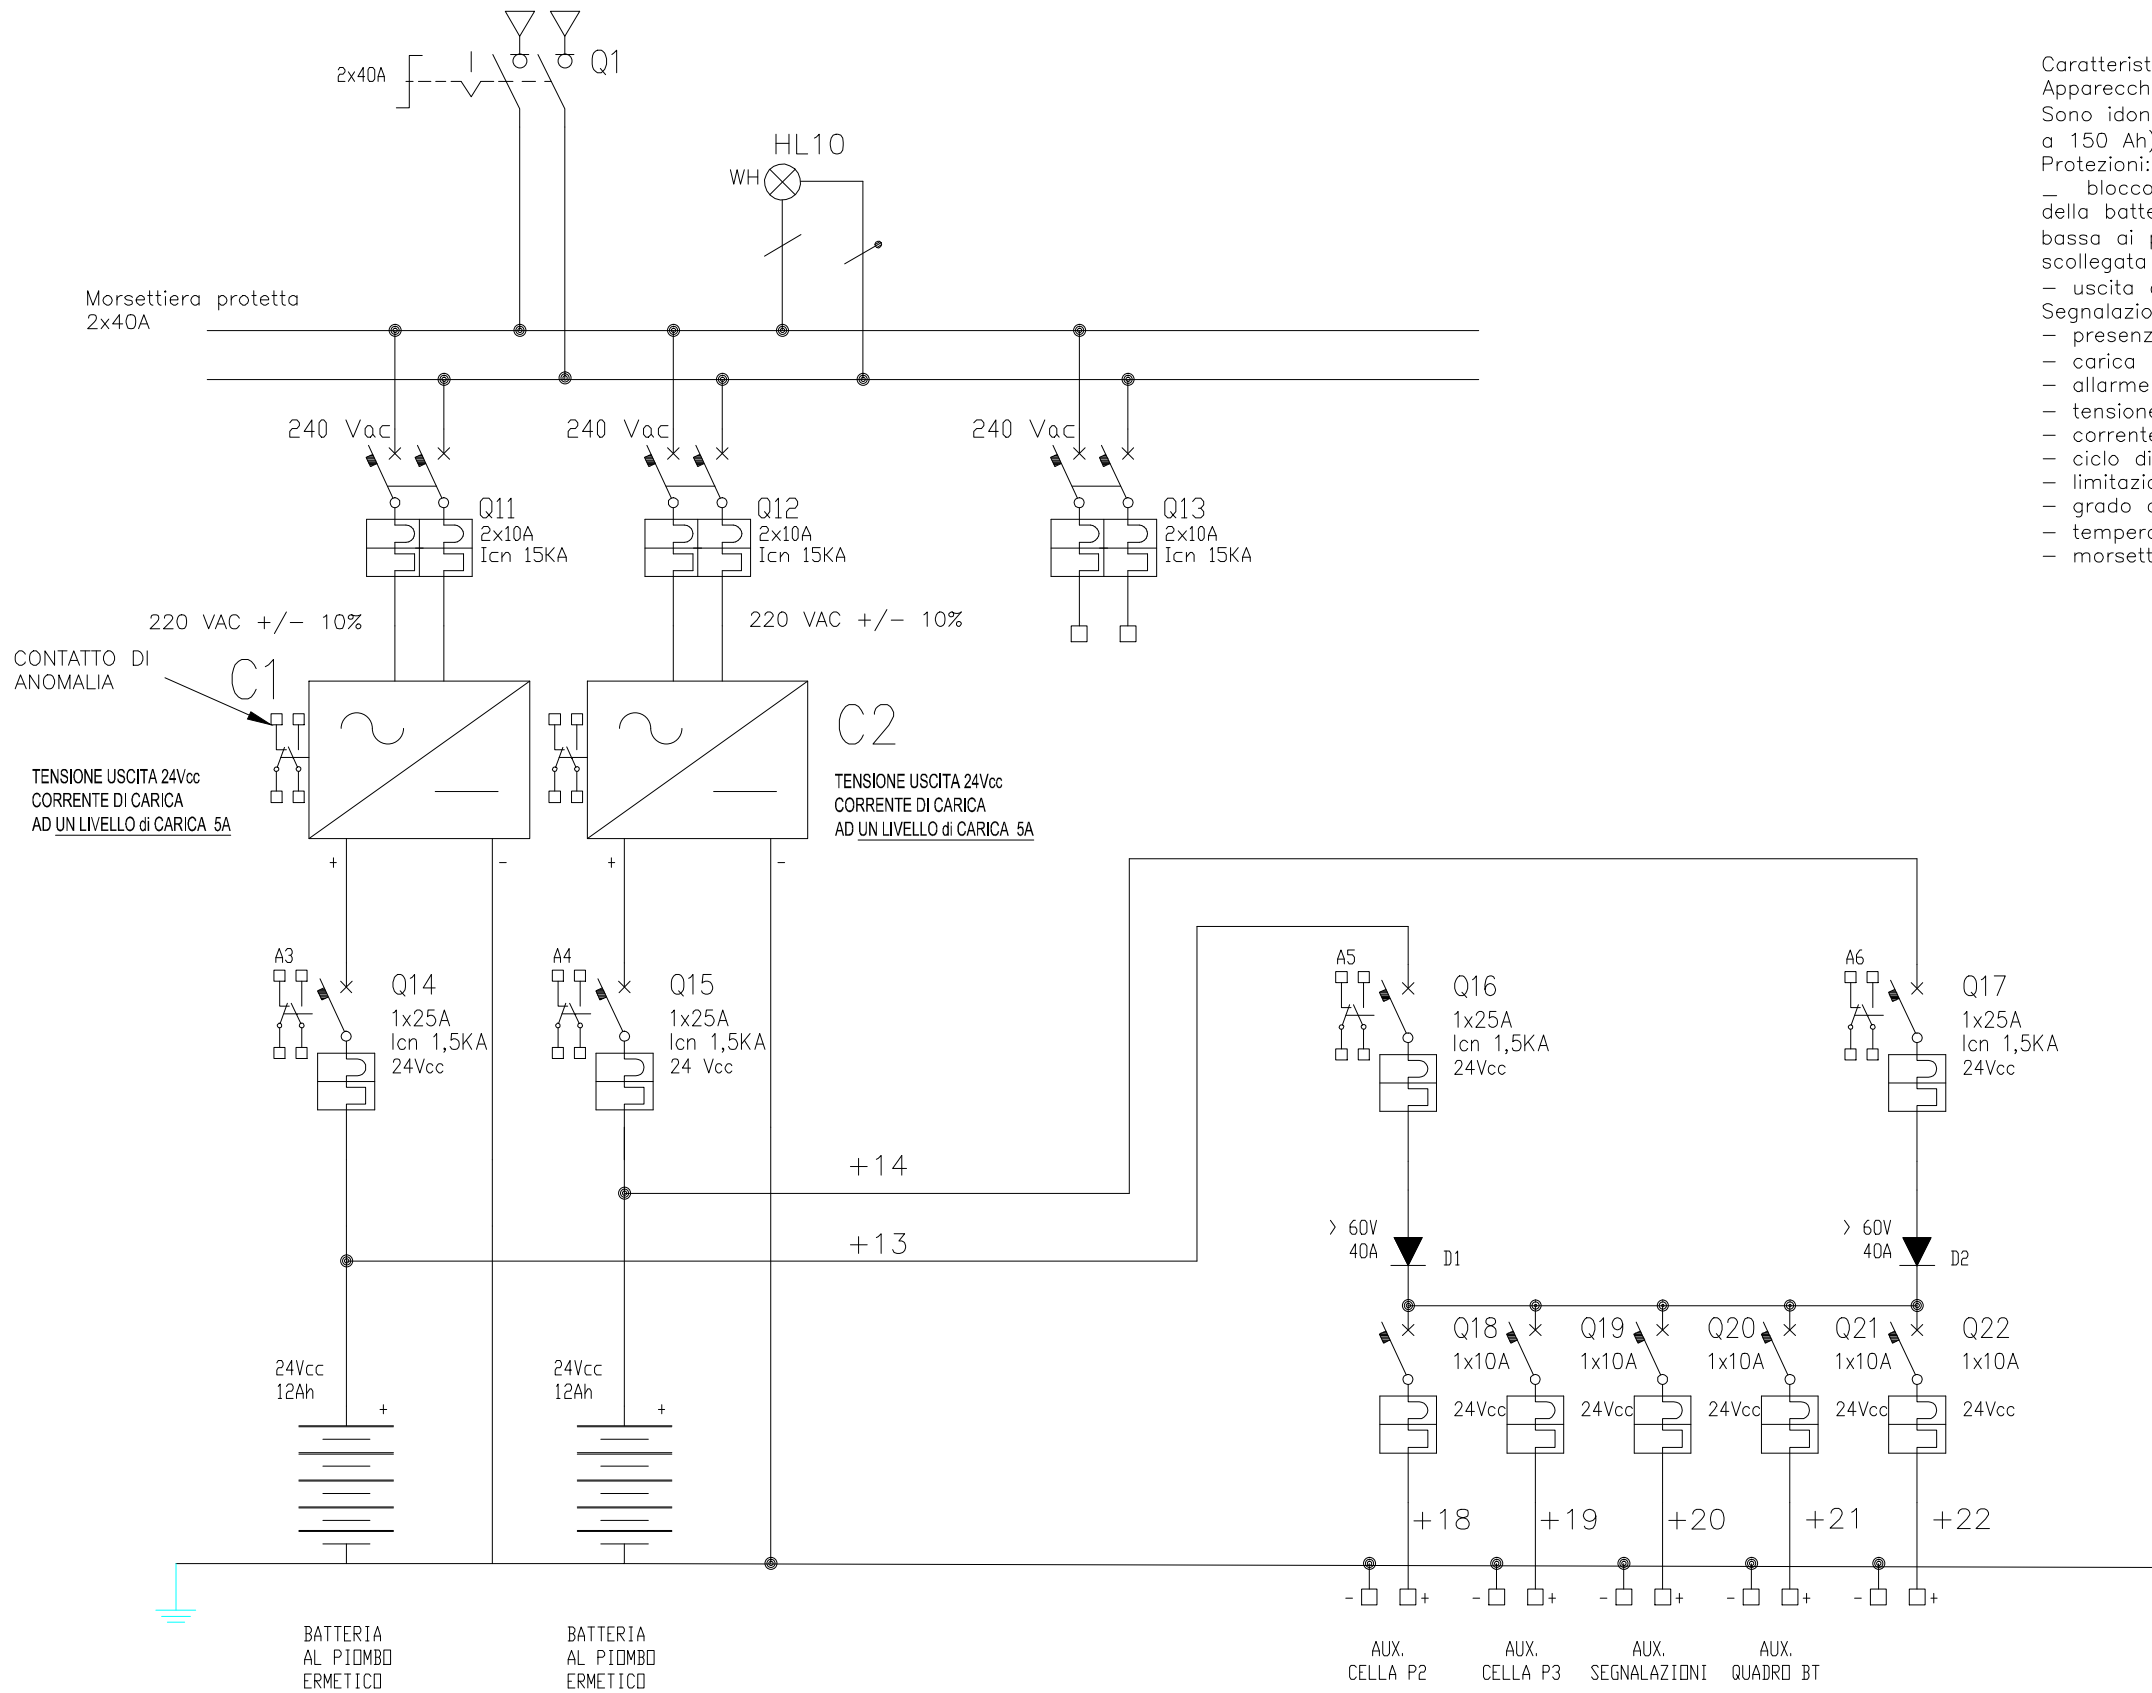 2x40A
Q1
HL10
WH
Morsettiera protetta
2x40A
240 Vac
240 Vac
240 Vac
Q11
2x10A
Icn 15KA
Q12
2x10A
Icn 15KA
Q13
2x10A
Icn 15KA
220 VAC +/- 10%
220 VAC +/- 10%
CONTATTO DI
ANOMALIA
C1
C2
TENSIONE USCITA 24Vcc
CORRENTE DI CARICA
AD UN LIVELLO di CARICA 5A
TENSIONE USCITA 24Vcc
CORRENTE DI CARICA
AD UN LIVELLO di CARICA 5A
+ -
+ -
A3
Q14
1x25A
Icn 1,5KA
24Vcc
A4
Q15
1x25A
Icn 1,5KA
24 Vcc
A5
Q16
1x25A
Icn 1,5KA
24Vcc
A6
Q17
1x25A
Icn 1,5KA
24Vcc
+14
+13
> 60V
40A
D1
> 60V
40A
D2
24Vcc
12Ah
+
24Vcc
12Ah
+
Q18
1x10A
24Vcc
Q19
1x10A
24Vcc
Q20
1x10A
24Vcc
Q21
1x10A
24Vcc
Q22
1x10A
24Vcc
+18
+19
+20
+21
+22
- +
- +
- +
- +
- +
BATTERIA
AL PIOMBO
ERMETICO
BATTERIA
AL PIOMBO
ERMETICO
AUX.
CELLA P2
AUX.
CELLA P3
AUX.
SEGNALAZIONI
AUX.
QUADRO BT
Caratterist
Apparecch
Sono idon
a 150 Ah)
Protezioni:
_ blocco
della batte
bassa ai p
scollegata
- uscita
Segnalazio
- presenz
- carica
- allarme
- tensione
- corrente
- ciclo di
- limitazio
- grado
- tempera
- morsett